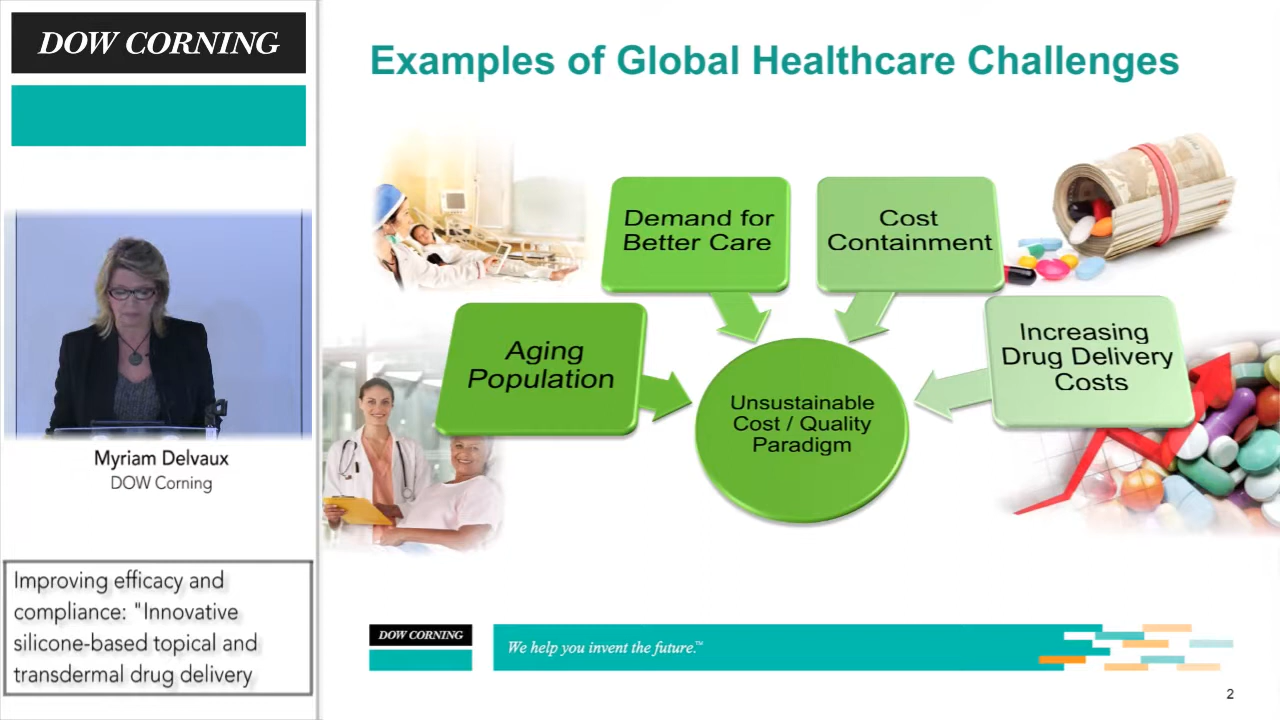 DOW CORNING
Myriam Delvaux
DOW Corning
Improving efficacy and
compliance: "Innovative
silicone-based topical and
transdermal drug delivery
Examples of Global Healthcare Challenges
Demand for
Better Care
Cost
Containment
Aging
Population
Increasing
Drug Delivery
Costs
Unsustainable
Cost / Quality
Paradigm
DOW CORNING
We help you invent the future.™
2